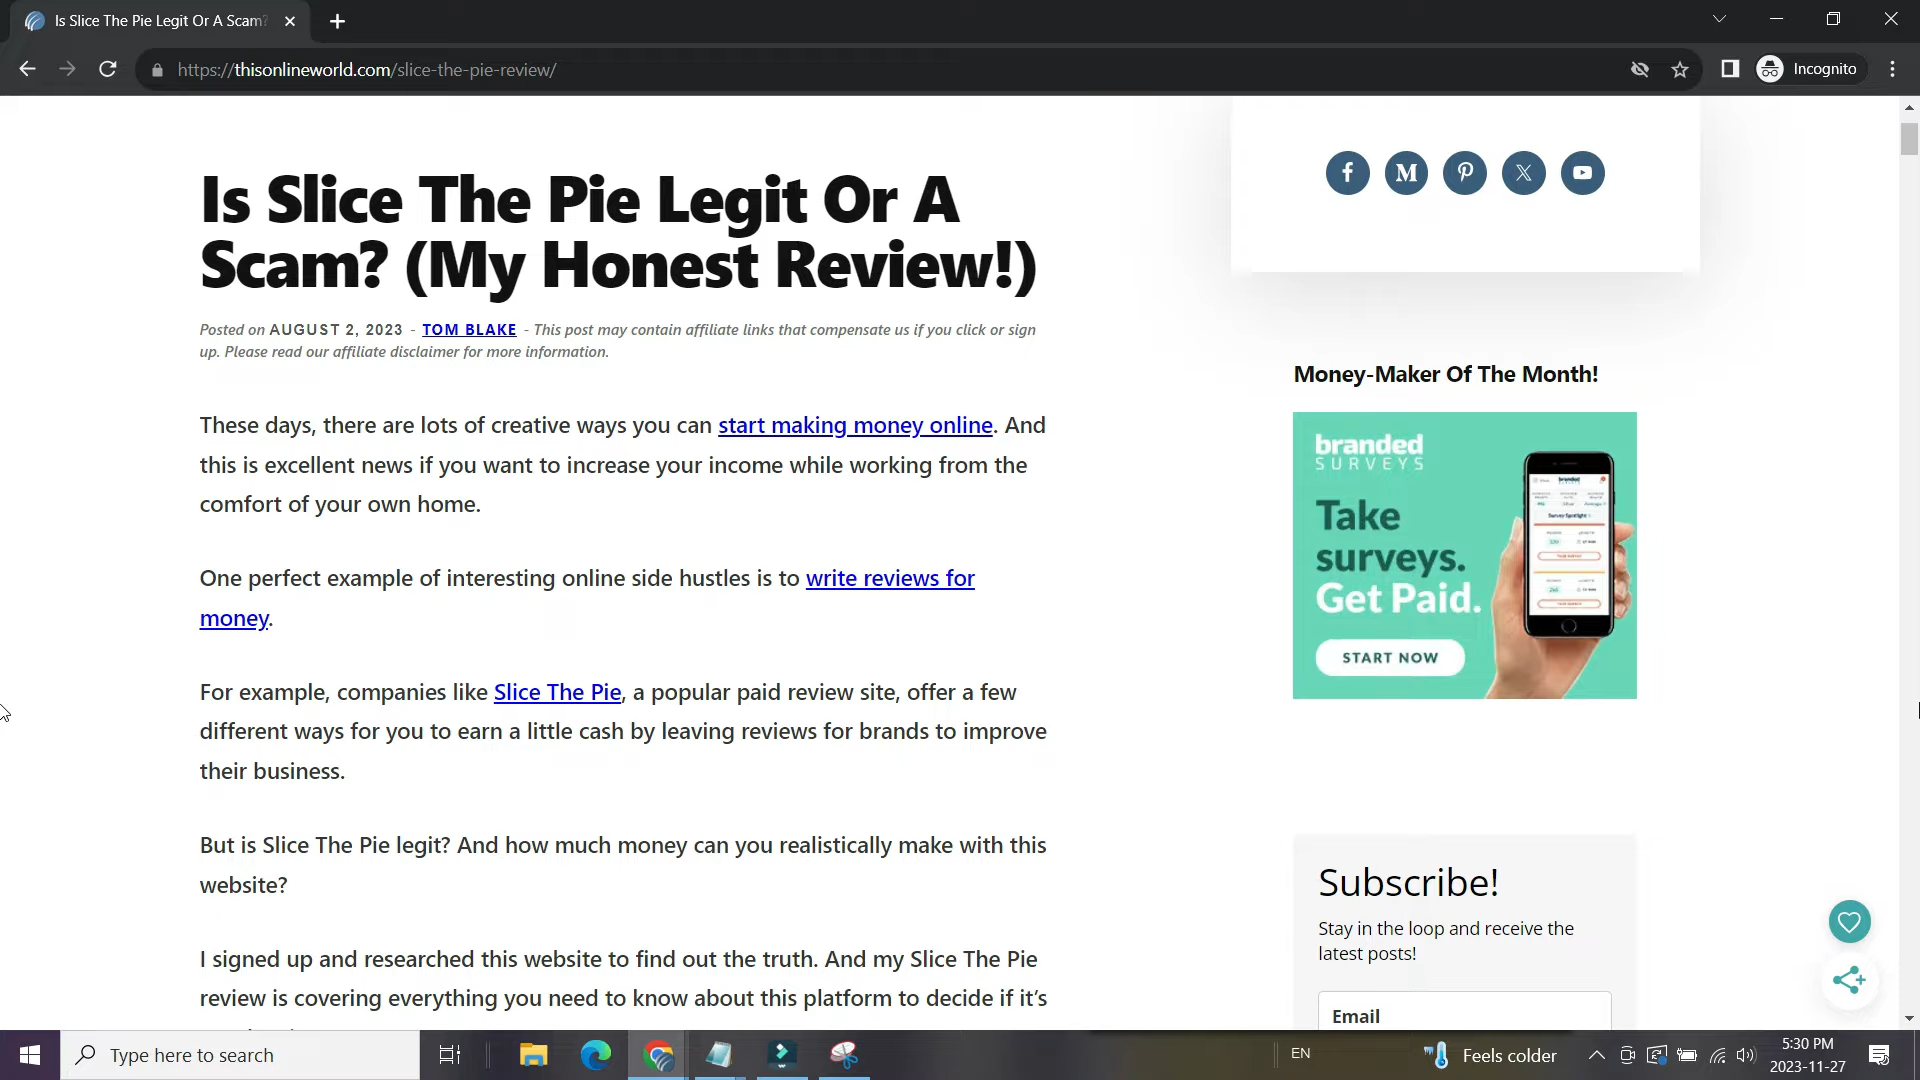 Is Slice The Pie Legit Or A Scam?
https://thisonlineworld.com/slice-the-pie-review/
Incognito
Is Slice The Pie Legit Or A
Scam? (My Honest Review!)
Posted on AUGUST 2, 2023 - TOM BLAKE - This post may contain affiliate links that compensate us if you click or sign
up. Please read our affiliate disclaimer for more information.
These days, there are lots of creative ways you can start making money online. And
this is excellent news if you want to increase your income while working from the
comfort of your own home.
One perfect example of interesting online side hustles is to write reviews for
money.
For example, companies like Slice The Pie, a popular paid review site, offer a few
different ways for you to earn a little cash by leaving reviews for brands to improve
their business.
But is Slice The Pie legit? And how much money can you realistically make with this
website?
I signed up and researched this website to find out the truth. And my Slice The Pie
review is covering everything you need to know about this platform to decide if it's
Money-Maker Of The Month!
branded
SURVEYS
Take
surveys.
Get Paid.
START NOW
Subscribe!
Stay in the loop and receive the
latest posts!
Email
Type here to search
EN
Feels colder
5:30 PM
2023-11-27